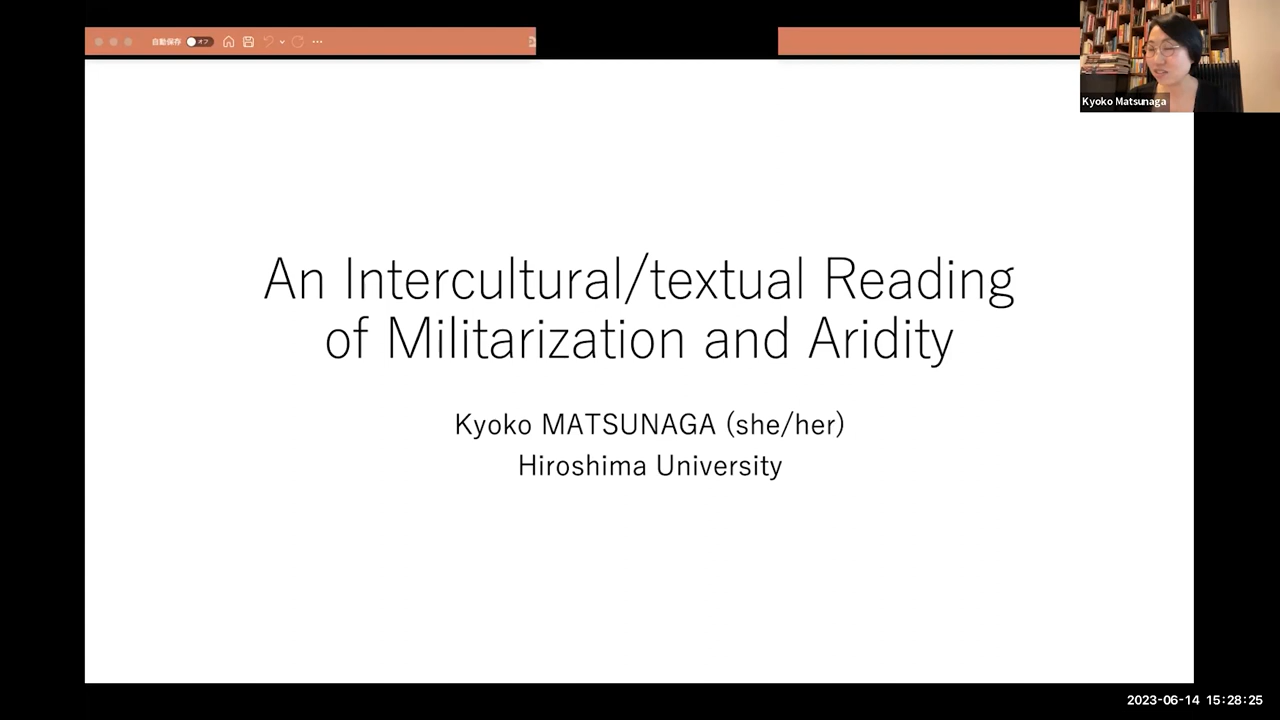 自動保存 オフ
Kyoko Matsunaga
An Intercultural/textual Reading
of Militarization and Aridity
Kyoko MATSUNAGA (she/her)
Hiroshima University
2023-06-14 15:28:25